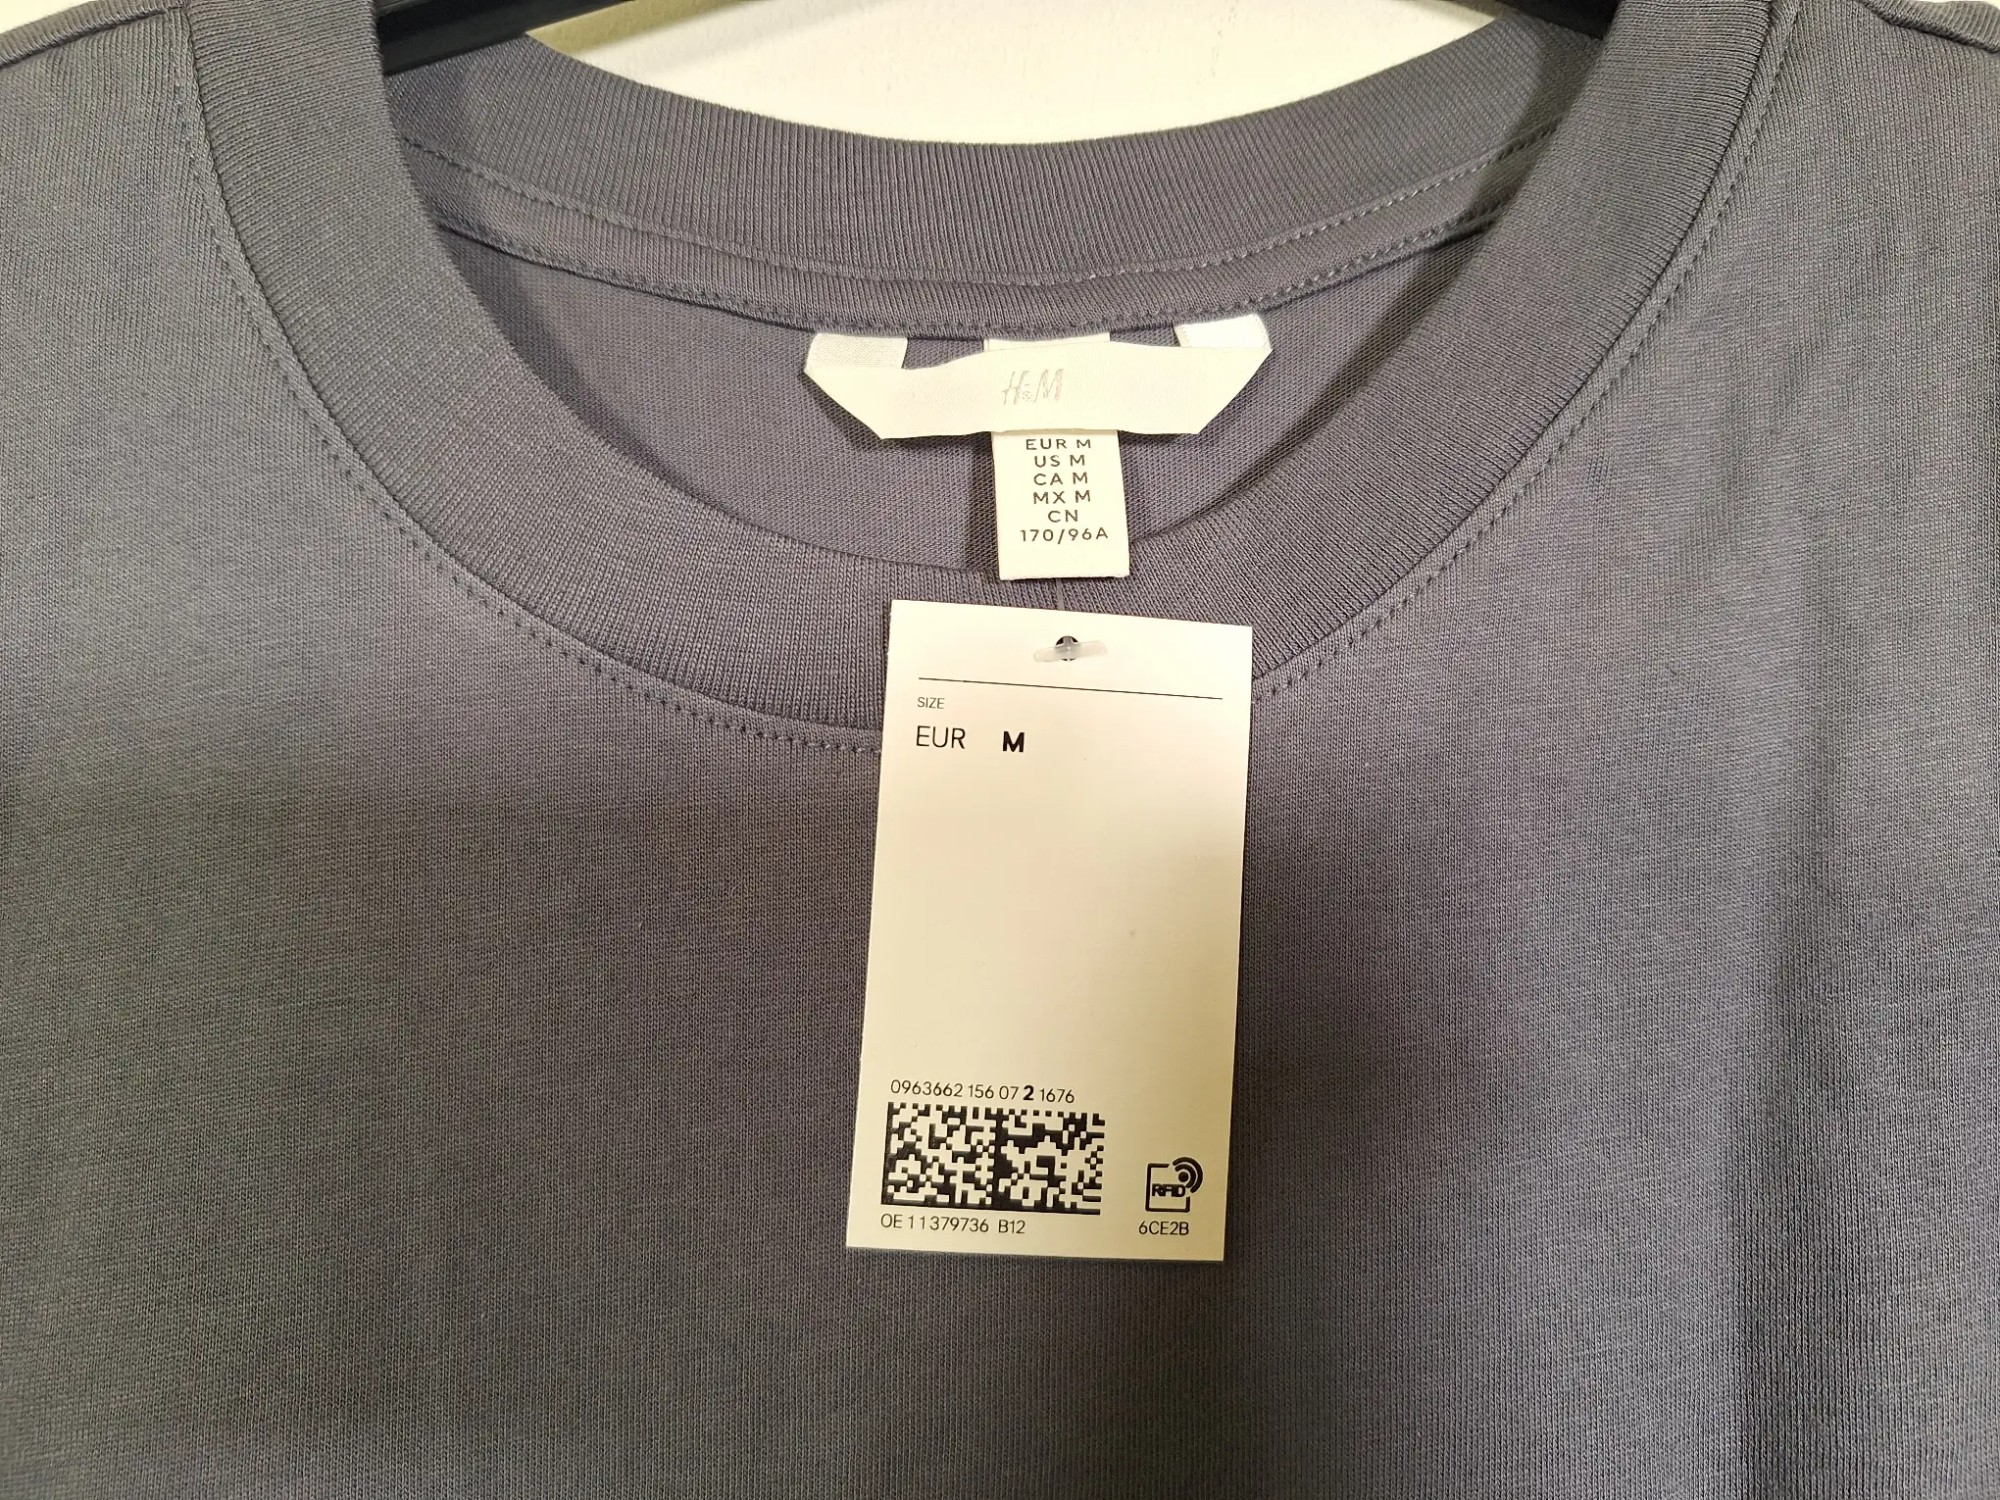 H&M
EUR M
US M
CA M
MX M
CN
170/96A
SIZE
EUR M
0963662 156 07 2 1676
RFID
OE 11379736 B12
6CE2B